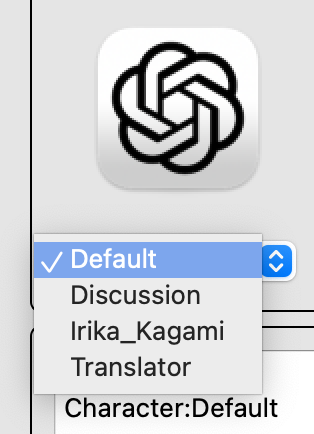 Default
Discussion
Irika_Kagami
Translator
Character:Default